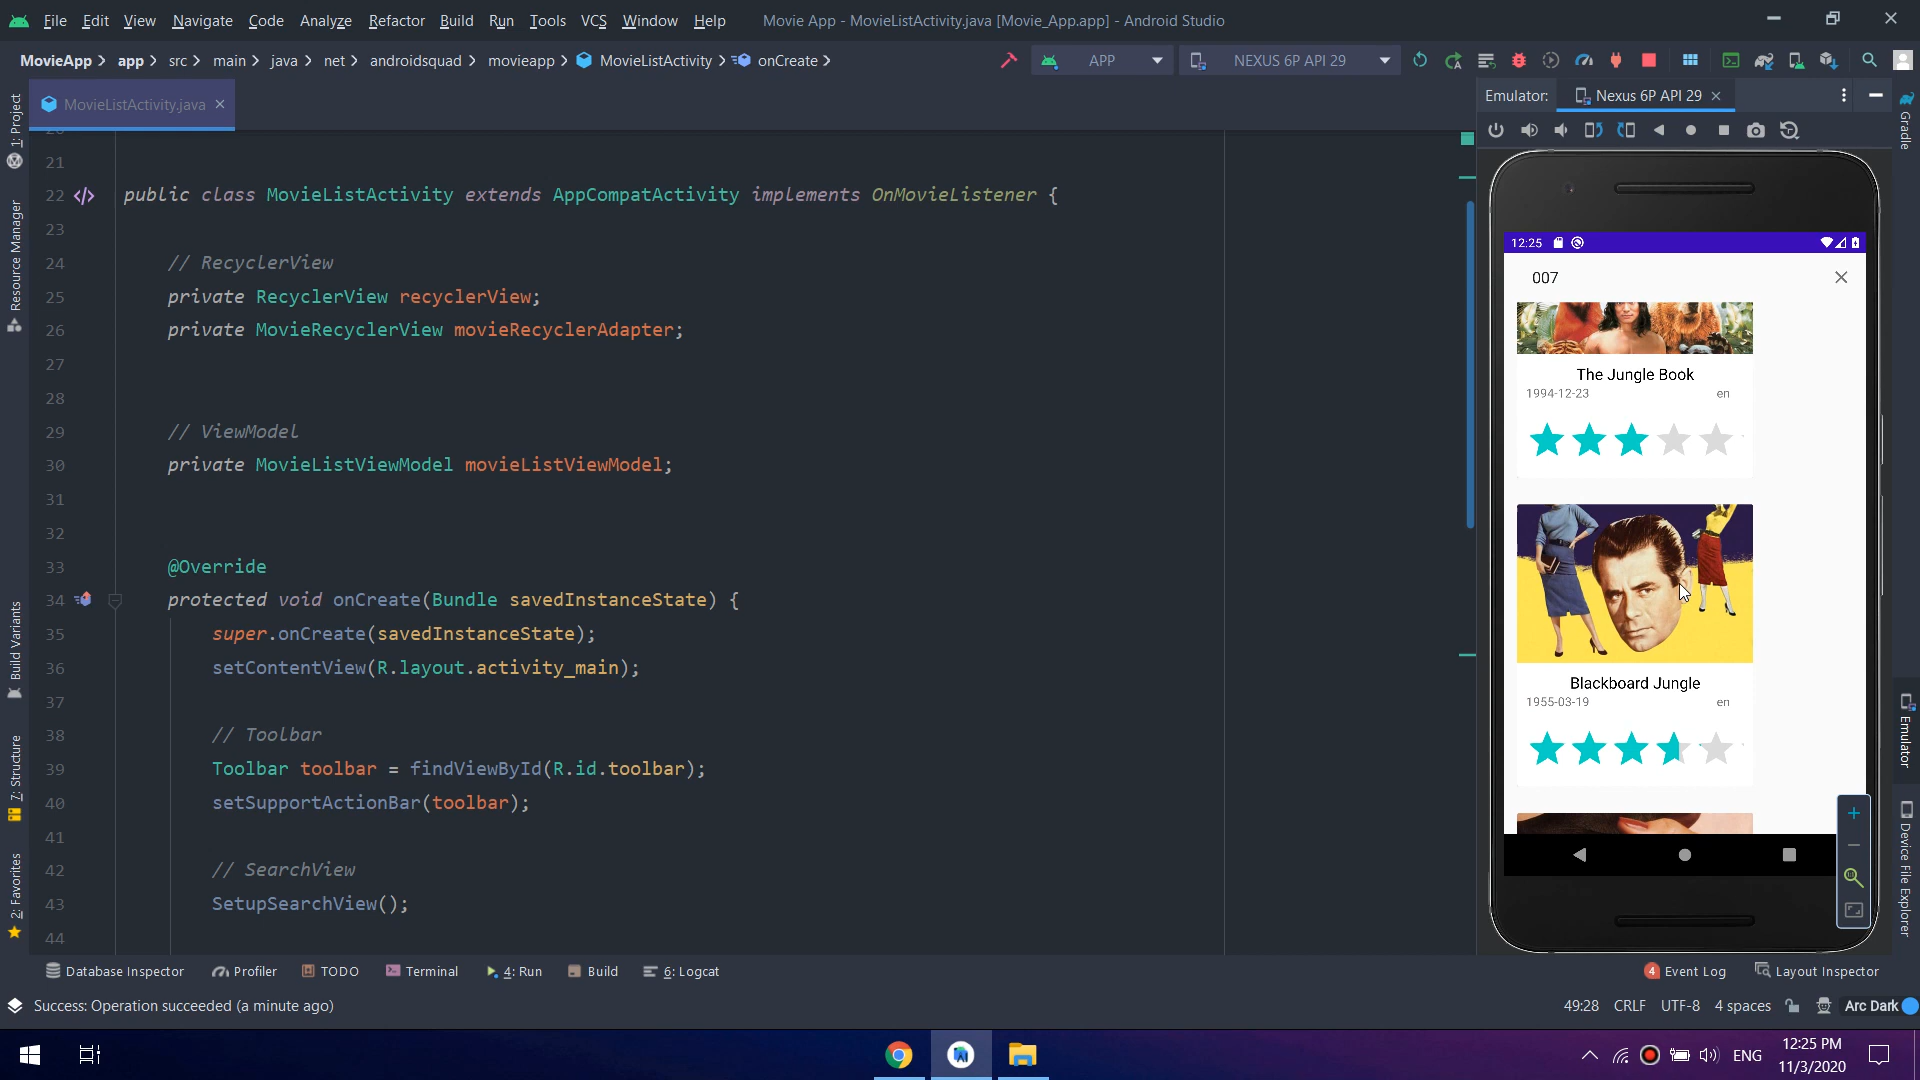 File Edit View Navigate Code Analyze Refactor Build Run Tools VCS Window Help Movie App - MovieListActivity.java [Movie_App.app] - Android Studio
MovieApp app src main java net androidsquad movieapp MovieListActivity onCreate APP NEXUS 6P API 29
MovieListActivity.java
Emulator: Nexus 6P API 29
1: Project
Resource Manager
Build Variants
7: Structure
2: Favorites
21
22 public class MovieListActivity extends AppCompatActivity implements OnMovieListener {
23
24 // RecyclerView
25 private RecyclerView recyclerView;
26 private MovieRecyclerView movieRecyclerAdapter;
27
28
29 // ViewModel
30 private MovieListViewModel movieListViewModel;
31
32
33 @Override
34 protected void onCreate(Bundle savedInstanceState) {
35 super.onCreate(savedInstanceState);
36 setContentView(R.layout.activity_main);
37
38 // Toolbar
39 Toolbar toolbar = findViewById(R.id.toolbar);
40 setSupportActionBar(toolbar);
41
42 // SearchView
43 SetupSearchView();
44
12:25
007
The Jungle Book
1994-12-23 en
Blackboard Jungle
1955-03-19 en
Gradle
Emulator
Device File Explorer
Database Inspector Profiler TODO Terminal 4: Run Build 6: Logcat 4 Event Log Layout Inspector
Success: Operation succeeded (a minute ago) 49:28 CRLF UTF-8 4 spaces Arc Dark
ENG 12:25 PM
11/3/2020